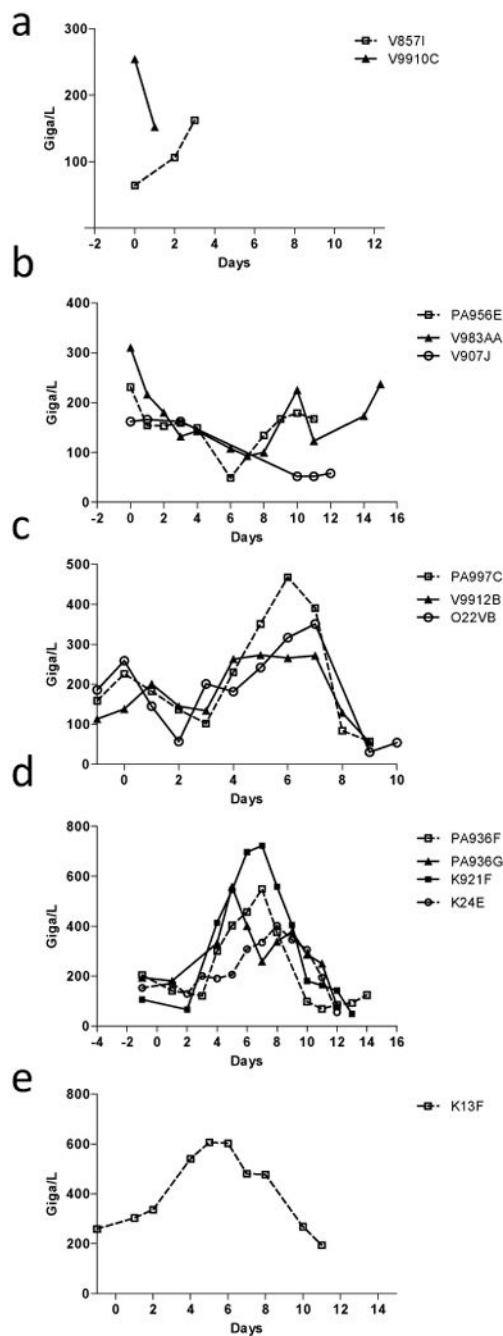 a
V857I
V9910C
Giga/L
300
200
100
-2 0 2 4 6 8 10 12
Days
b
PA956E
V983AA
V907J
Giga/L
400
300
200
100
0
-2 0 2 4 6 8 10 12 14 16
Days
c
PA997C
V9912B
O22VB
Giga/L
500
400
300
200
100
0
0 2 4 6 8 10
Days
d
PA936F
PA936G
K921F
K24E
Giga/L
800
600
400
200
0
-4 -2 0 2 4 6 8 10 12 14 16
Days
e
K13F
Giga/L
800
600
400
200
0
0 2 4 6 8 10 12 14
Days